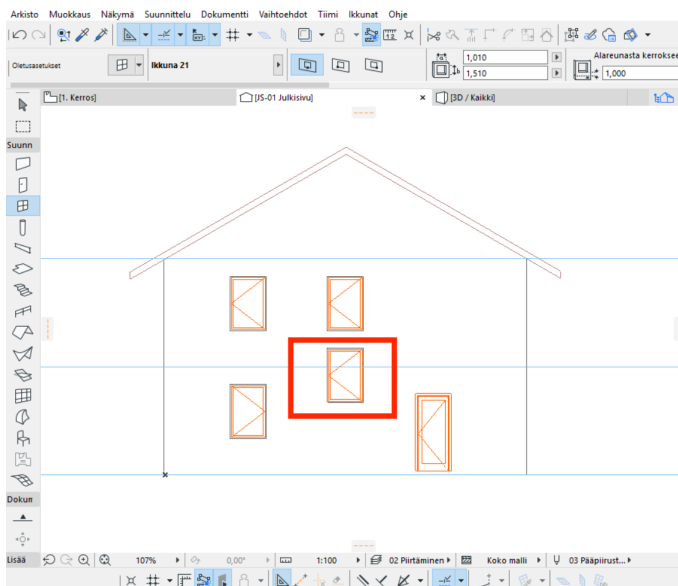 Arkisto Muokkaus Näkymä Suunnittelu Dokumentti Vaihtoehdot Tiimi Ikkunat Ohje
Oletusasetukset
Ikkuna 21
1,010
1,510
Alareunasta kerroksee
1,000
[1. Kerros]
[JS-01 Julkisivu]
[3D / Kaikki]
Suunn
Dokum
Lisää
107%
0,00°
1:100
02 Piirtäminen
Koko malli
03 Pääpiirust...